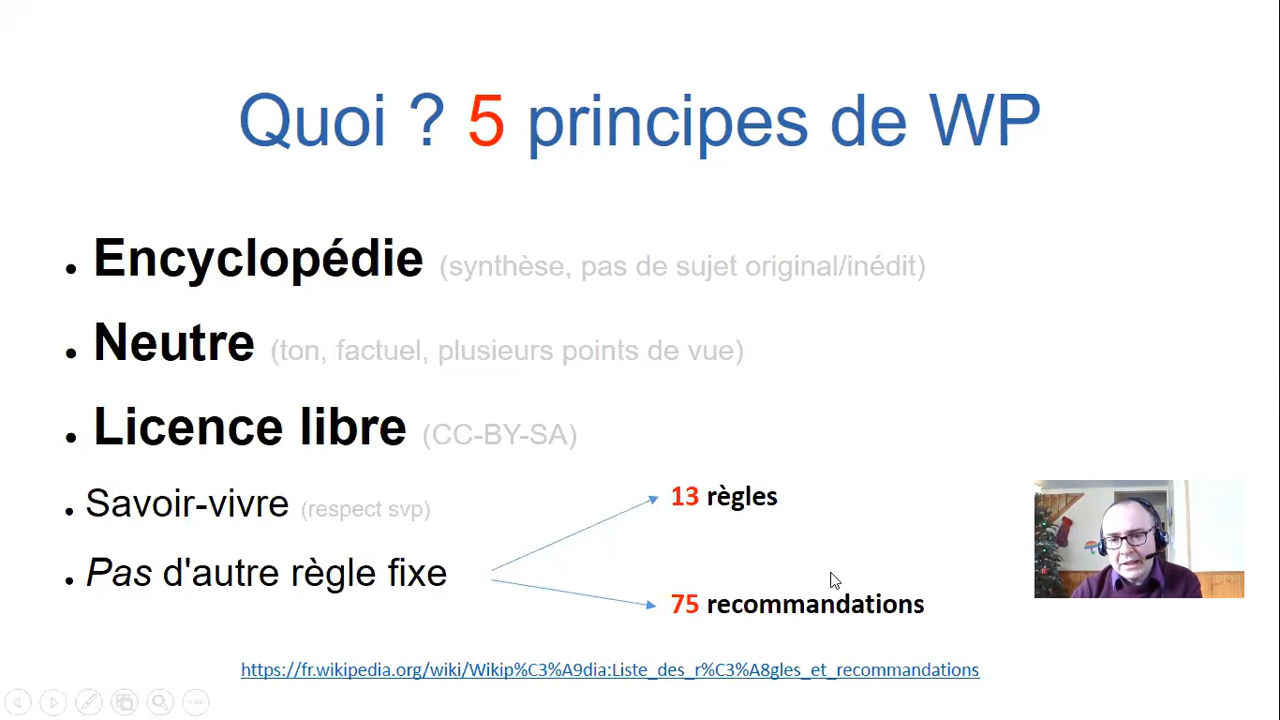 Quoi ? 5 principes de WP
Encyclopédie (synthèse, pas de sujet original/inédit)
Neutre (ton, factuel, plusieurs points de vue)
Licence libre (CC-BY-SA)
Savoir-vivre (respect svp)
Pas d'autre règle fixe
13 règles
75 recommandations
https://fr.wikipedia.org/wiki/Wikip%C3%A9dia:Liste_des_r%C3%A8gles_et_recommandations